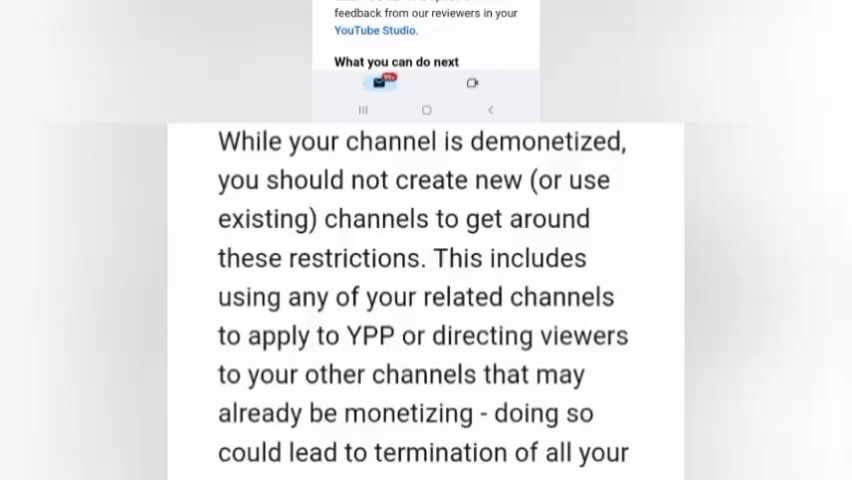 feedback from our reviewers in your
YouTube Studio.
What you can do next
99+
While your channel is demonetized,
you should not create new (or use
existing) channels to get around
these restrictions. This includes
using any of your related channels
to apply to YPP or directing viewers
to your other channels that may
already be monetizing - doing so
could lead to termination of all your